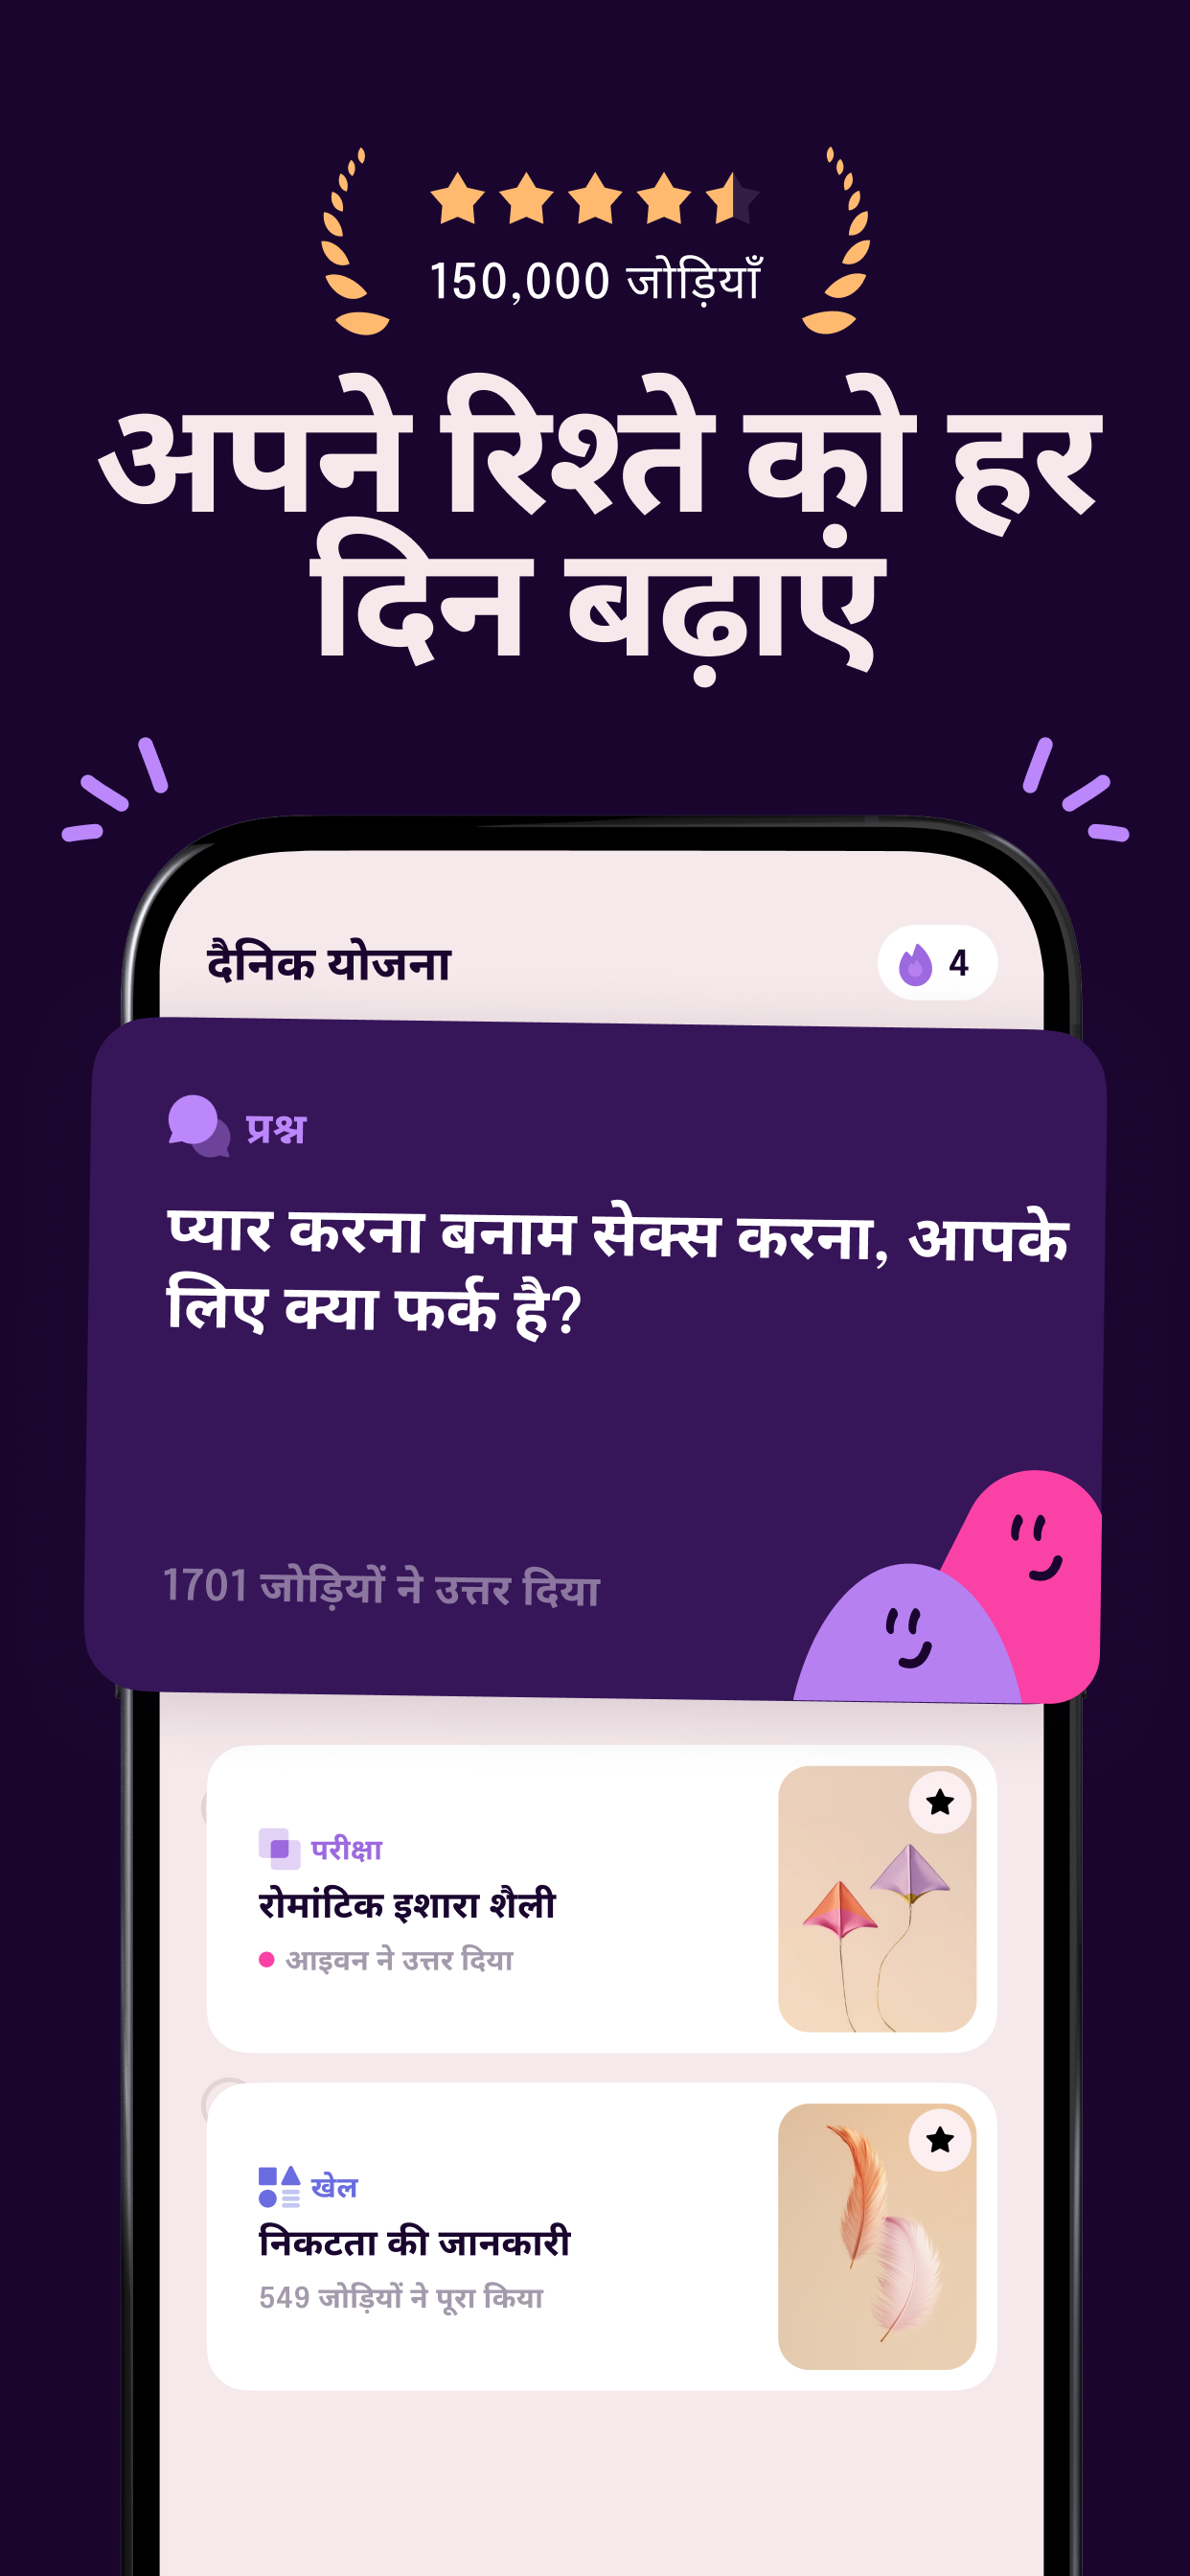 150,000 जोड़ियाँ
अपने रिश्ते को हर
दिन बढ़ाएं
दैनिक योजना
4
प्रश्न
प्यार करना बनाम सेक्स करना, आपके
लिए क्या फर्क है?
1701 जोड़ियों ने उत्तर दिया
परीक्षा
रोमांटिक इशारा शैली
आइवन ने उत्तर दिया
खेल
निकटता की जानकारी
549 जोड़ियों ने पूरा किया